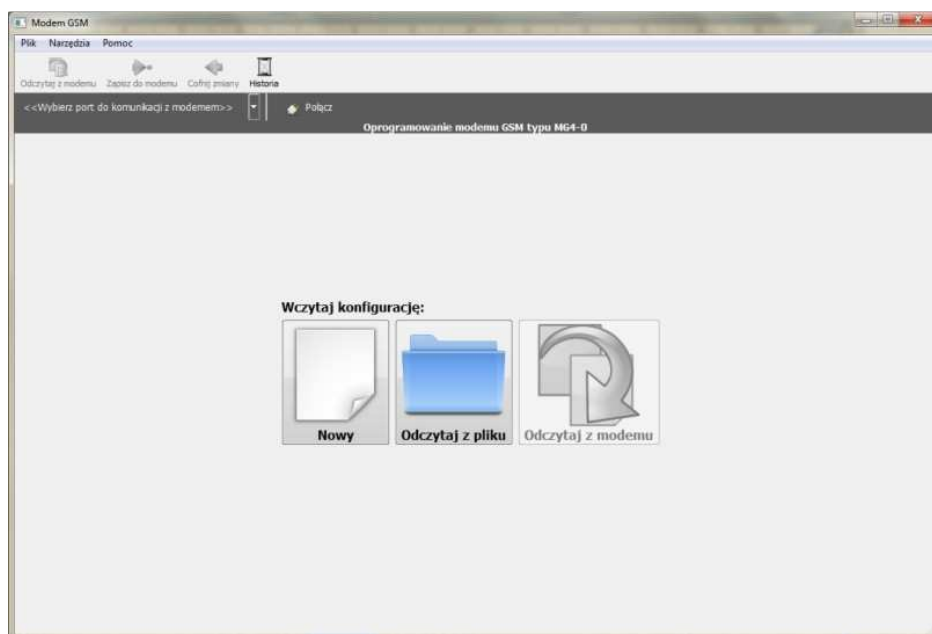 Modem GSM
Plik Narzędzia Pomoc
Odczytaj z modemu Zapisz do modemu Cofnij zmiany Historia
<<Wybierz port do komunikacji z modemem>> Połącz
Oprogramowanie modemu GSM typu MG4-0
Wczytaj konfigurację:
Nowy Odczytaj z pliku Odczytaj z modemu